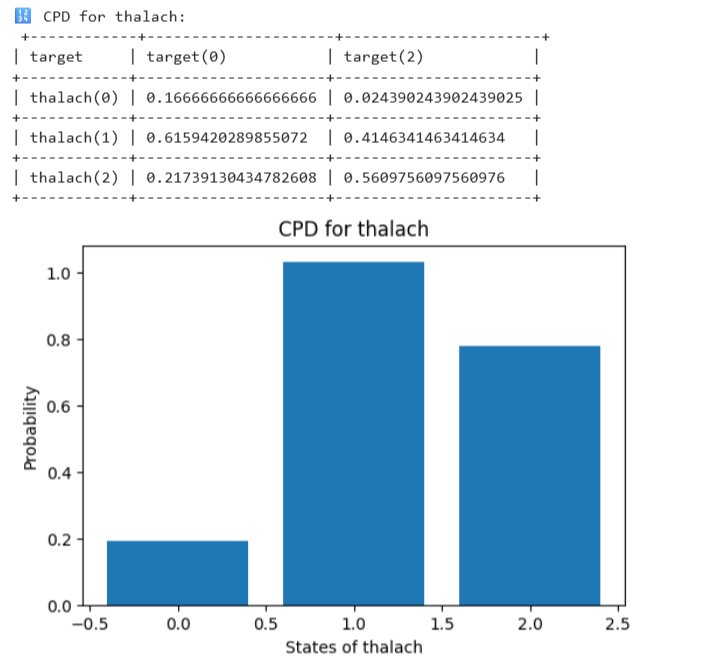 🔢 CPD for thalach:
+------------+---------------------+----------------------+
| target | target(0) | target(2) |
+------------+---------------------+----------------------+
| thalach(0) | 0.16666666666666666 | 0.024390243902439025 |
+------------+---------------------+----------------------+
| thalach(1) | 0.6159420289855072 | 0.4146341463414634 |
+------------+---------------------+----------------------+
| thalach(2) | 0.21739130434782608 | 0.5609756097560976 |
+------------+---------------------+----------------------+
CPD for thalach
1.0
0.8
0.6
0.4
0.2
0.0
Probability
−0.5 0.0 0.5 1.0 1.5 2.0 2.5
States of thalach